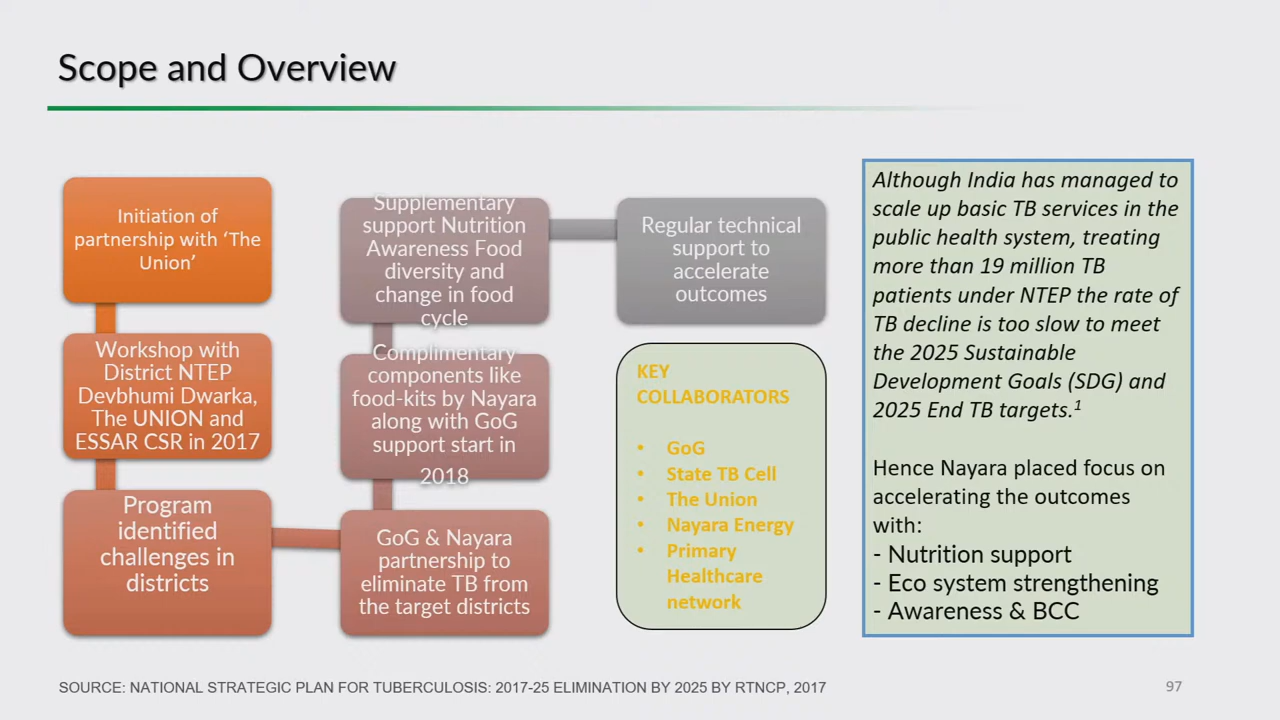 Scope and Overview
Initiation of
partnership with ‘The
Union’
Workshop with
District NTEP
Devbhumi Dwarka,
The UNION and
ESSAR CSR in 2017
Program
identified
challenges in
districts
GoG & Nayara
partnership to
eliminate TB from
the target districts
Complimentary
components like
food-kits by Nayara
along with GoG
support start in
2018
Supplementary
support Nutrition
Awareness Food
diversity and
change in food
cycle
Regular technical
support to
accelerate
outcomes
KEY
COLLABORATORS
• GoG
• State TB Cell
• The Union
• Nayara Energy
• Primary
Healthcare
network
Although India has managed to
scale up basic TB services in the
public health system, treating
more than 19 million TB
patients under NTEP the rate of
TB decline is too slow to meet
the 2025 Sustainable
Development Goals (SDG) and
2025 End TB targets.¹
Hence Nayara placed focus on
accelerating the outcomes
with:
- Nutrition support
- Eco system strengthening
- Awareness & BCC
SOURCE: NATIONAL STRATEGIC PLAN FOR TUBERCULOSIS: 2017-25 ELIMINATION BY 2025 BY RTNCP, 2017
97